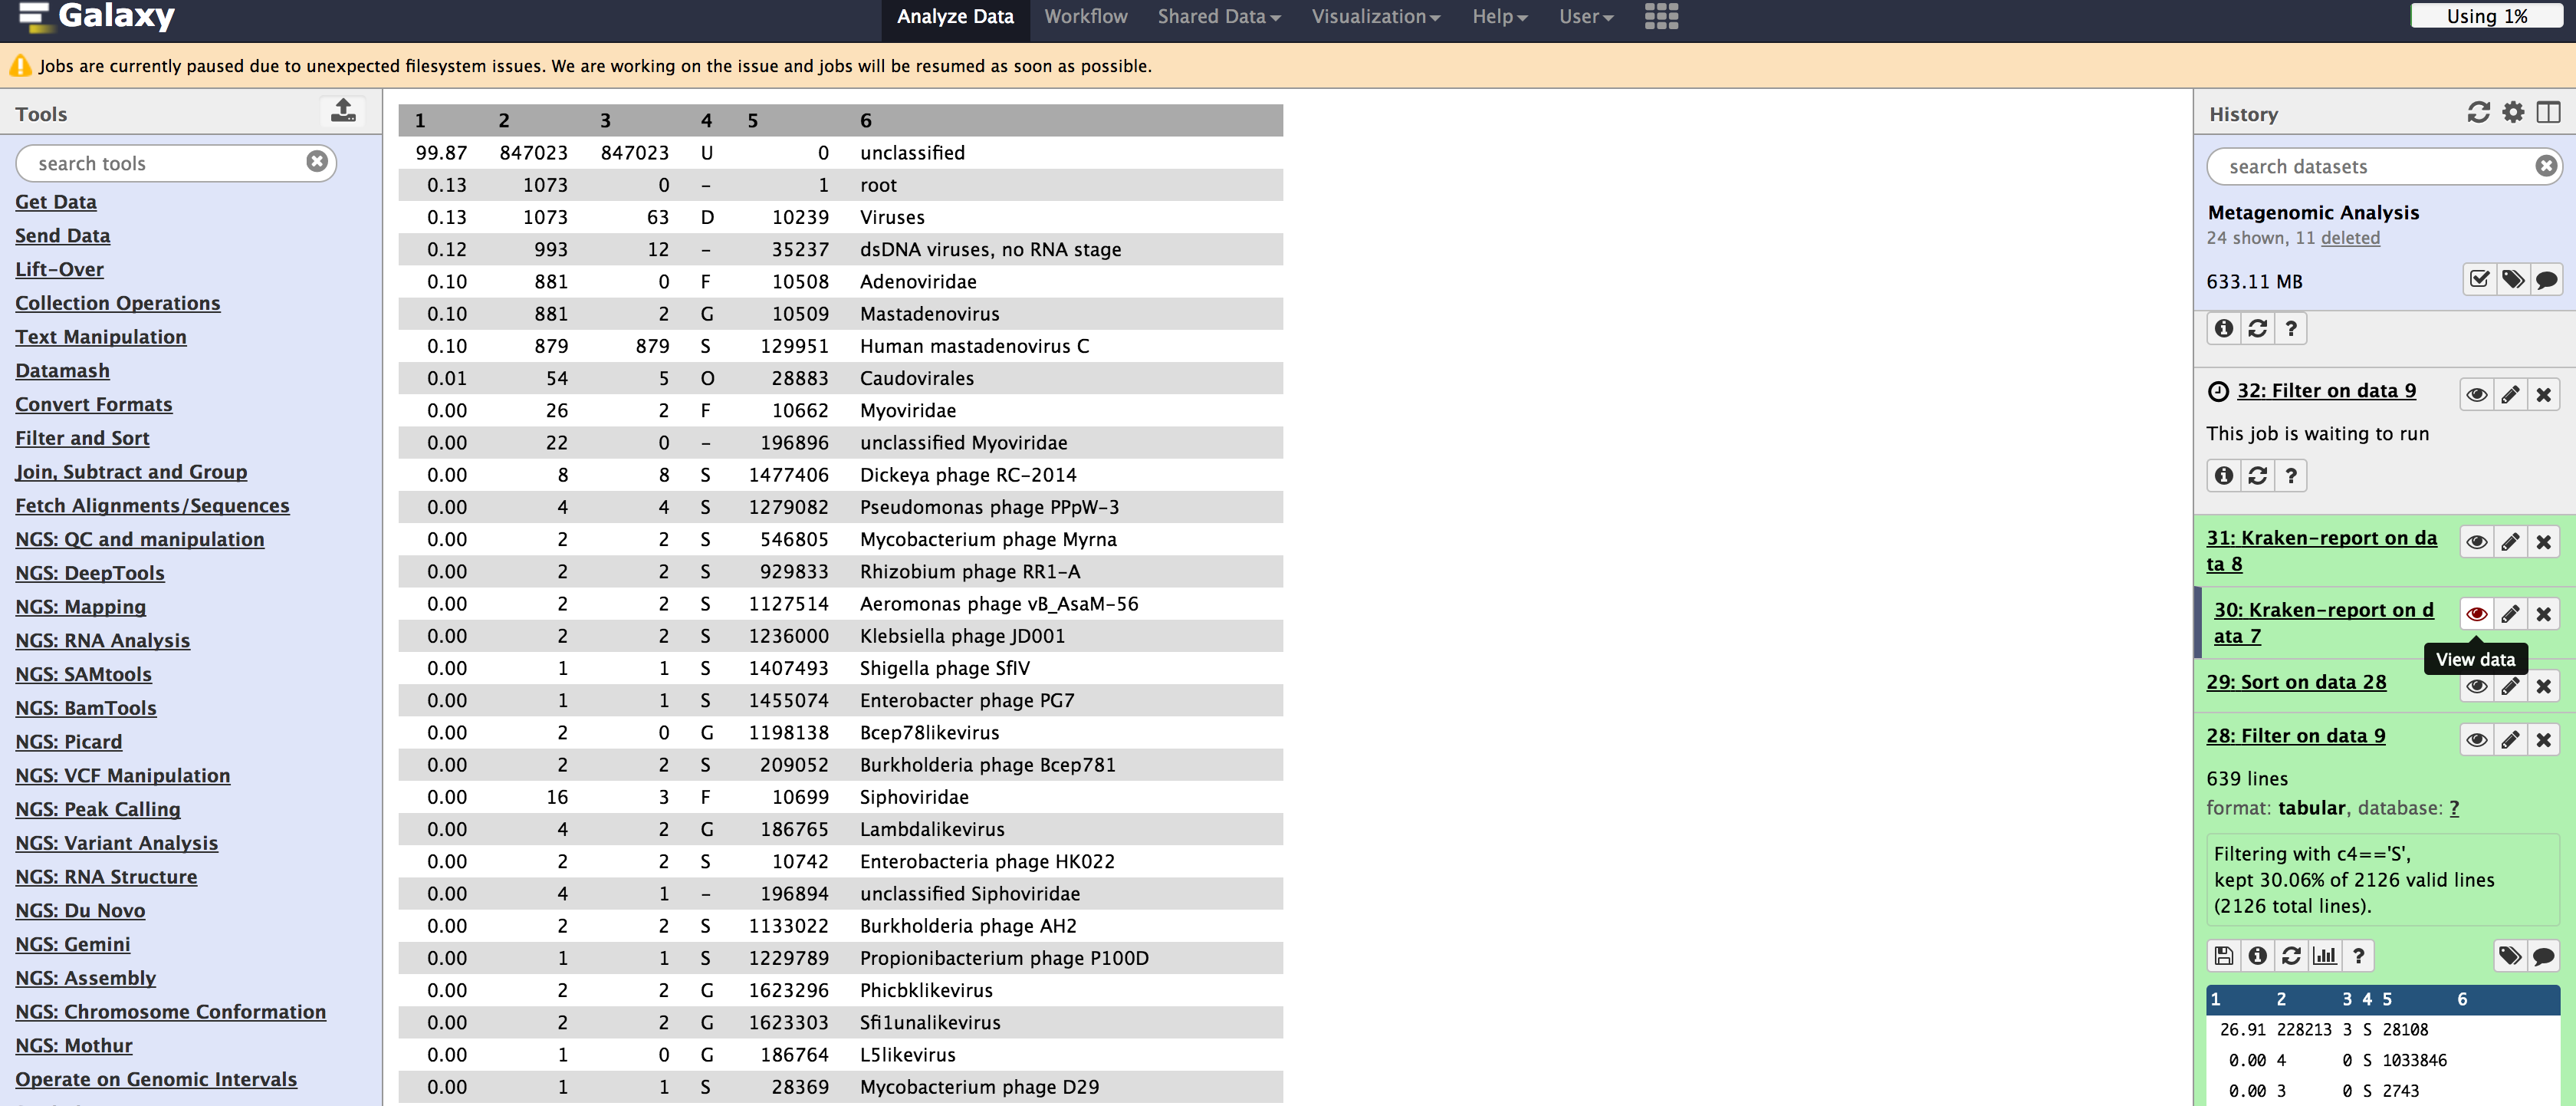 Galaxy
Analyze Data Workflow Shared Data Visualization Help User
Using 1%
Jobs are currently paused due to unexpected filesystem issues. We are working on the issue and jobs will be resumed as soon as possible.
Tools
search tools
Get Data
Send Data
Lift-Over
Collection Operations
Text Manipulation
Datamash
Convert Formats
Filter and Sort
Join, Subtract and Group
Fetch Alignments/Sequences
NGS: QC and manipulation
NGS: DeepTools
NGS: Mapping
NGS: RNA Analysis
NGS: SAMtools
NGS: BamTools
NGS: Picard
NGS: VCF Manipulation
NGS: Peak Calling
NGS: Variant Analysis
NGS: RNA Structure
NGS: Du Novo
NGS: Gemini
NGS: Assembly
NGS: Chromosome Conformation
NGS: Mothur
Operate on Genomic Intervals
1 2 3 4 5 6
99.87 847023 847023 U 0 unclassified
0.13 1073 0 - 1 root
0.13 1073 63 D 10239 Viruses
0.12 993 12 - 35237 dsDNA viruses, no RNA stage
0.10 881 0 F 10508 Adenoviridae
0.10 881 2 G 10509 Mastadenovirus
0.10 879 879 S 129951 Human mastadenovirus C
0.01 54 5 O 28883 Caudovirales
0.00 26 2 F 10662 Myoviridae
0.00 22 0 - 196896 unclassified Myoviridae
0.00 8 8 S 1477406 Dickeya phage RC-2014
0.00 4 4 S 1279082 Pseudomonas phage PPpW-3
0.00 2 2 S 546805 Mycobacterium phage Myrna
0.00 2 2 S 929833 Rhizobium phage RR1-A
0.00 2 2 S 1127514 Aeromonas phage vB_AsaM-56
0.00 2 2 S 1236000 Klebsiella phage JD001
0.00 1 1 S 1407493 Shigella phage SfIV
0.00 1 1 S 1455074 Enterobacter phage PG7
0.00 2 0 G 1198138 Bcep78likevirus
0.00 2 2 S 209052 Burkholderia phage Bcep781
0.00 16 3 F 10699 Siphoviridae
0.00 4 2 G 186765 Lambdalikevirus
0.00 2 2 S 10742 Enterobacteria phage HK022
0.00 4 1 - 196894 unclassified Siphoviridae
0.00 2 2 S 1133022 Burkholderia phage AH2
0.00 1 1 S 1229789 Propionibacterium phage P100D
0.00 2 2 G 1623296 Phicbklikevirus
0.00 2 2 G 1623303 Sfi1unalikevirus
0.00 1 0 G 186764 L5likevirus
0.00 1 1 S 28369 Mycobacterium phage D29
History
search datasets
Metagenomic Analysis
24 shown, 11 deleted
633.11 MB
?
32: Filter on data 9
This job is waiting to run
?
31: Kraken-report on da
ta 8
30: Kraken-report on d
ata 7
View data
29: Sort on data 28
28: Filter on data 9
639 lines
format: tabular, database: ?
Filtering with c4=='S',
kept 30.06% of 2126 valid lines
(2126 total lines).
?
1 2 3 4 5 6
26.91 228213 3 S 28108
0.00 4 0 S 1033846
0.00 3 0 S 2743